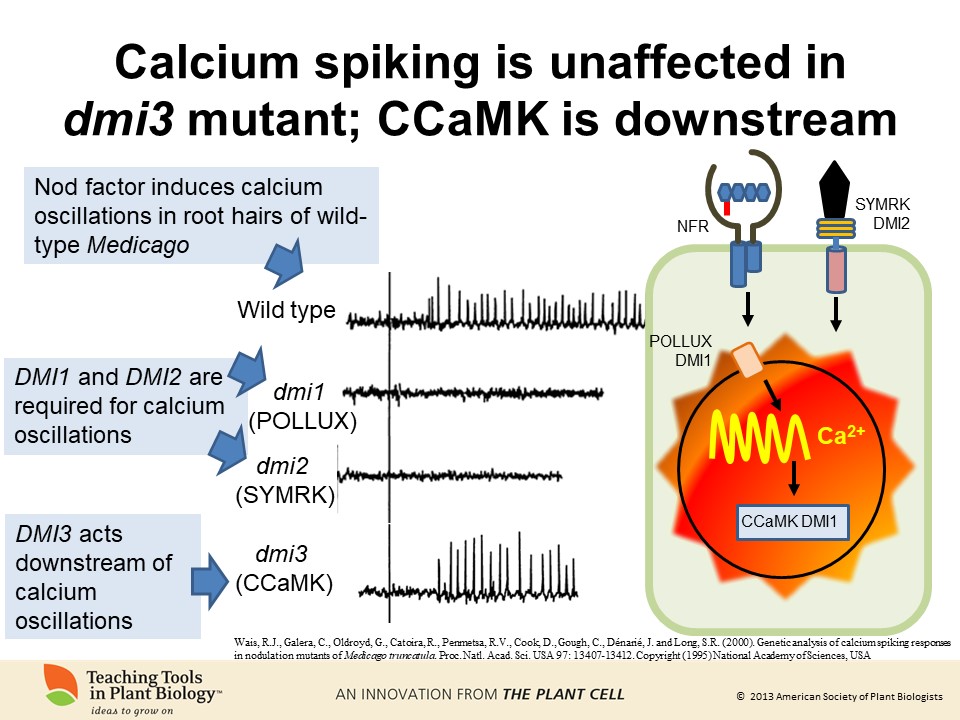 Calcium spiking is unaffected in
dmi3 mutant; CCaMK is downstream
Nod factor induces calcium
oscillations in root hairs of wild-
type Medicago
Wild type
DMI1 and DMI2 are
required for calcium
oscillations
dmi1
(POLLUX)
dmi2
(SYMRK)
DMI3 acts
downstream of
calcium
oscillations
dmi3
(CCaMK)
NFR
SYMRK
DMI2
POLLUX
DMI1
Ca2+
CCaMK DMI1
Wais, R.J., Galera, C., Oldroyd, G., Catoira, R., Penmetsa, R.V., Cook, D., Gough, C., Dénarié, J. and Long, S.R. (2000). Genetic analysis of calcium spiking responses
in nodulation mutants of Medicago truncatula. Proc. Natl. Acad. Sci. USA 97: 13407-13412. Copyright (1995) National Academy of Sciences, USA
Teaching Tools
in Plant Biology™
ideas to grow on
AN INNOVATION FROM THE PLANT CELL
© 2013 American Society of Plant Biologists